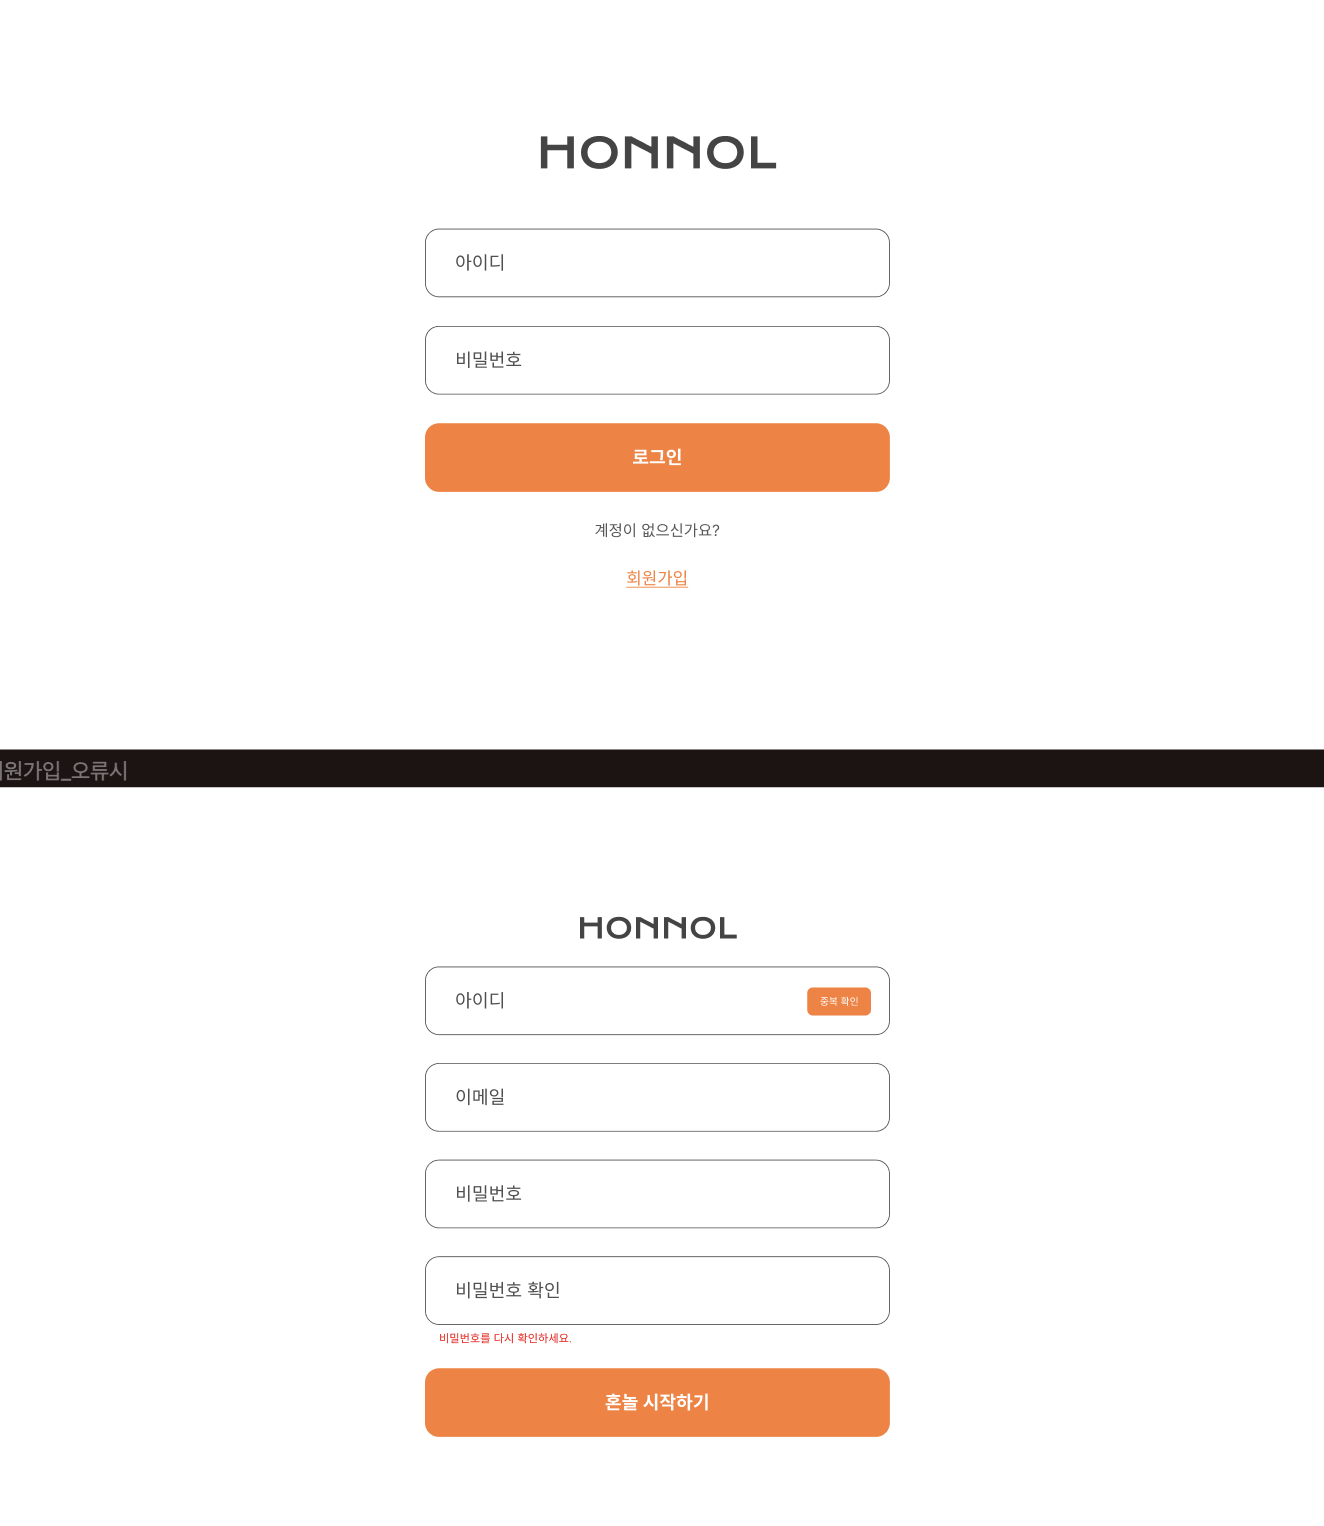 HONNOL
아이디
비밀번호
로그인
계정이 없으신가요?
회원가입
회원가입_오류시
HONNOL
아이디
중복 확인
이메일
비밀번호
비밀번호 확인
비밀번호를 다시 확인하세요.
혼놀 시작하기